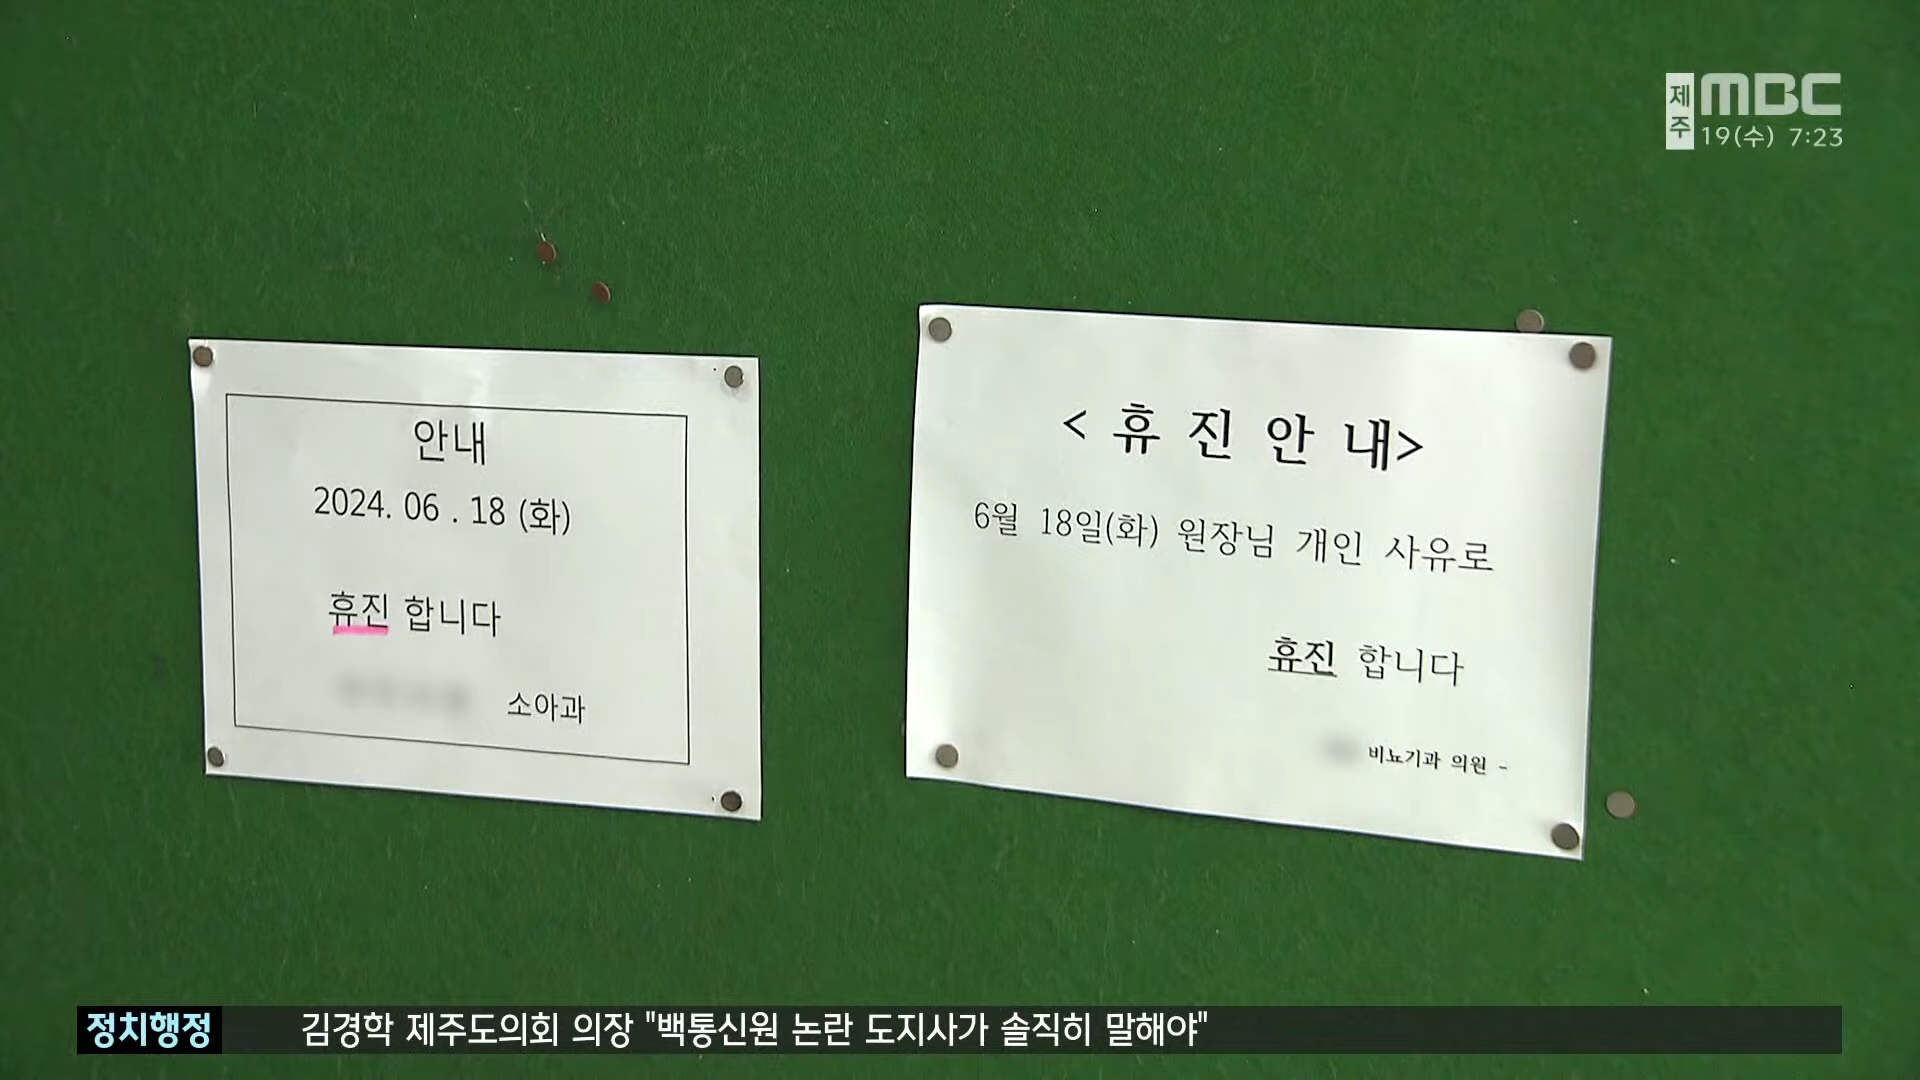 제주 MBC
19(수) 7:23
안내
2024. 06 . 18 (화)
휴진 합니다
소아과
< 휴 진 안 내>
6월 18일(화) 원장님 개인 사유로
휴진 합니다
비뇨기과 의원 -
정치행정 김경학 제주도의회 의장 "백통신원 논란 도지사가 솔직히 말해야"